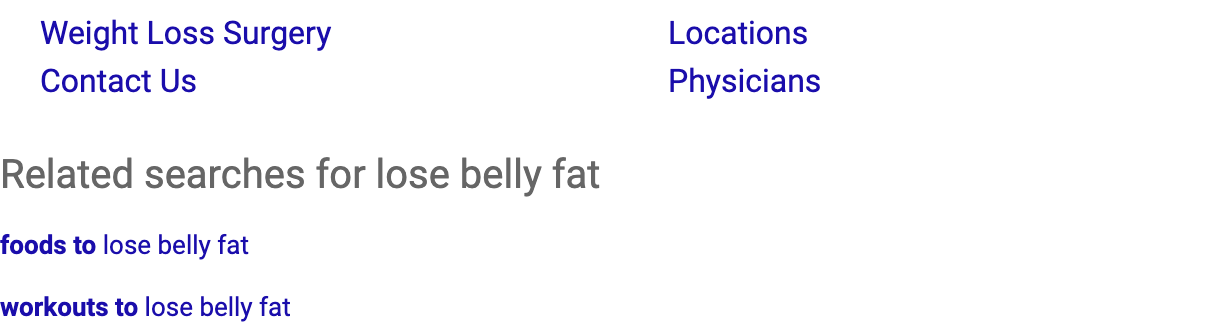 Weight Loss Surgery
Locations
Contact Us
Physicians
Related searches for lose belly fat
foods to lose belly fat
workouts to lose belly fat